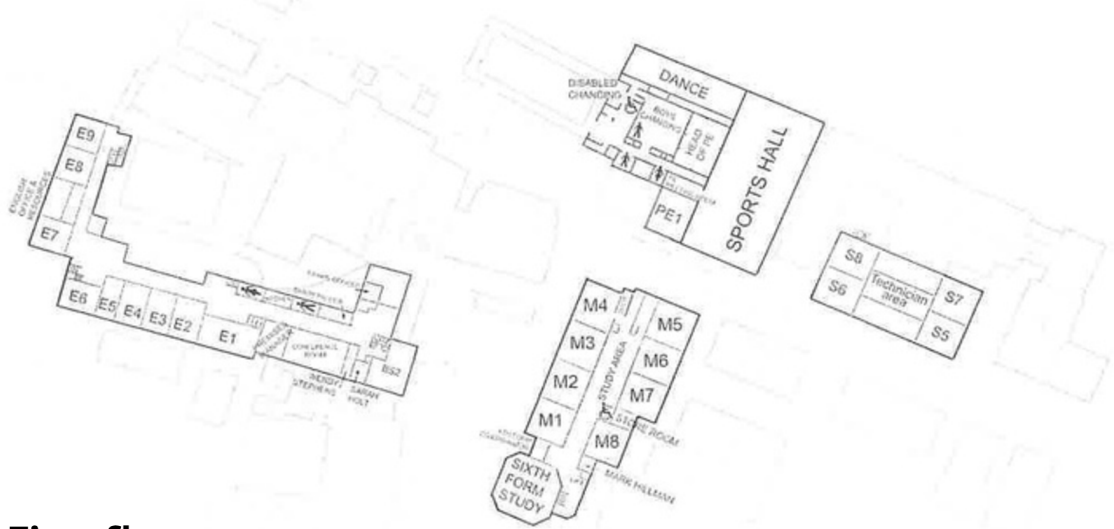 E9
E8
ENGLISH
OFFICE &
RESOURCES
E7
E6
E5
E4
E3
E2
E1
MANAGER
CONFERENCE
ROOM
WENDY
STEPHENS
SARAH
HOLT
BS2
DISABLED
CHANGING
DANCE
BOYS
CHANGING
HEAD
OF PE
SPORTS HALL
PE1
S8
S6
Technician
area
S7
S5
M4
M3
M2
M1
STUDY AREA
M5
M6
M7
STORE ROOM
M8
MARK HILLMAN
SIXTH
FORM
STUDY